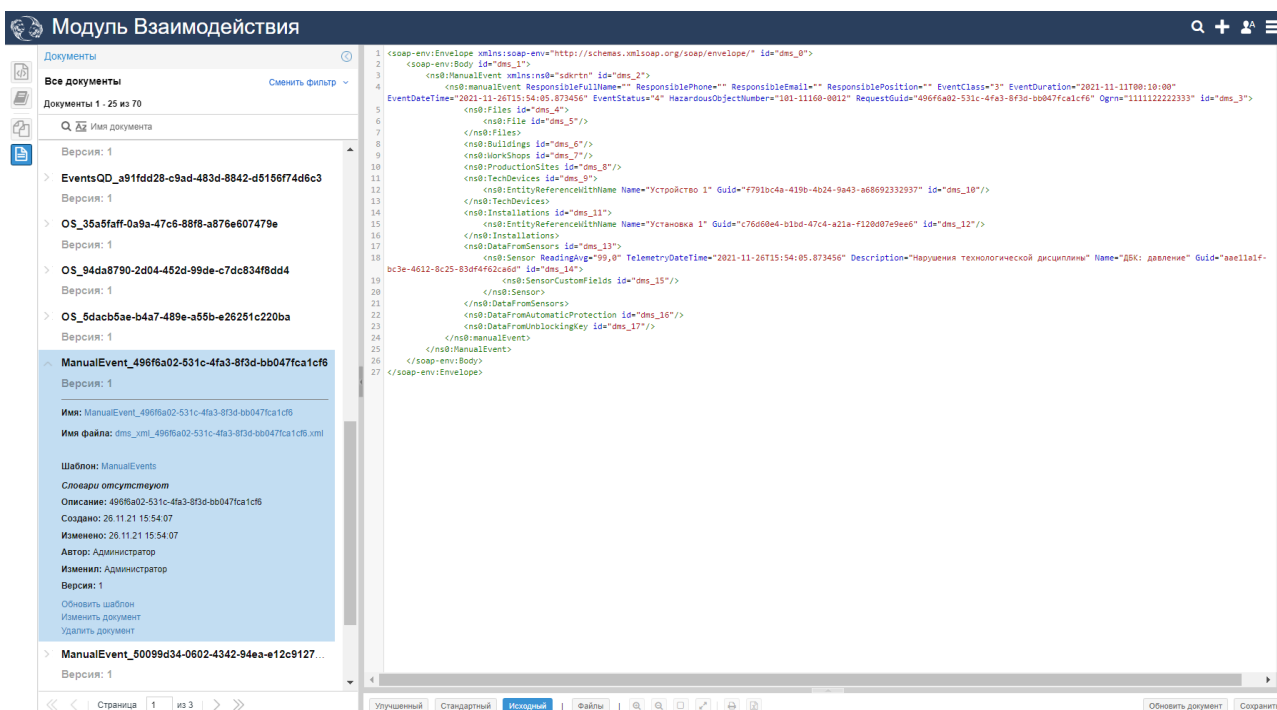 Модуль Взаимодействия
Документы
Все документы
Сменить фильтр
Документы 1 - 25 из 70
Имя документа
Версия: 1
EventsQD_a91fdd28-c9ad-483d-8842-d5156f74d6c3
Версия: 1
OS_35a5faff-0a9a-47c6-88f8-a876e607479e
Версия: 1
OS_94da8790-2d04-452d-99de-c7dc834f8dd4
Версия: 1
OS_5dacb5ae-b4a7-489e-a55b-e26251c220ba
Версия: 1
ManualEvent_496f6a02-531c-4fa3-8f3d-bb047fca1cf6
Версия: 1
Имя: ManualEvent_496f6a02-531c-4fa3-8f3d-bb047fca1cf6
Имя файла: dms_xml_496f6a02-531c-4fa3-8f3d-bb047fca1cf6.xml
Шаблон: ManualEvents
Словари отсутствуют
Описание: 496f6a02-531c-4fa3-8f3d-bb047fca1cf6
Создано: 26.11.21 15:54:07
Изменено: 26.11.21 15:54:07
Автор: Администратор
Изменил: Администратор
Версия: 1
Обновить шаблон
Изменить документ
Удалить документ
ManualEvent_50099d34-0602-4342-94ea-e12c9127...
Версия: 1
Страница 1 из 3
1 <soap-env:Envelope xmlns:soap-env="http://schemas.xmlsoap.org/soap/envelope/" id="dms_0">
2 <soap-env:Body id="dms_1">
3 <ns0:ManualEvent xmlns:ns0="sdkrtn" id="dms_2">
4 <ns0:manualEvent ResponsibleFullName="" ResponsiblePhone="" ResponsibleEmail="" ResponsiblePosition="" EventClass="3" EventDuration="2021-11-11T00:10:00"
EventDateTime="2021-11-26T15:54:05.873456" EventStatus="4" HazardousObjectNumber="101-11160-0012" RequestGuid="496f6a02-531c-4fa3-8f3d-bb047fca1cf6" Ogrn="1111122222333" id="dms_3">
5 <ns0:Files id="dms_4">
6 <ns0:File id="dms_5"/>
7 </ns0:Files>
8 <ns0:Buildings id="dms_6"/>
9 <ns0:WorkShops id="dms_7"/>
10 <ns0:ProductionSites id="dms_8"/>
11 <ns0:TechDevices id="dms_9">
12 <ns0:EntityReferenceWithName Name="Устройство 1" Guid="f791bc4a-419b-4b24-9a43-a68692332937" id="dms_10"/>
13 </ns0:TechDevices>
14 <ns0:Installations id="dms_11">
15 <ns0:EntityReferenceWithName Name="Установка 1" Guid="c76d60e4-b1bd-47c4-a21a-f120d07e9ee6" id="dms_12"/>
16 </ns0:Installations>
17 <ns0:DataFromSensors id="dms_13">
18 <ns0:Sensor ReadingAvg="99,0" TelemetryDateTime="2021-11-26T15:54:05.873456" Description="Нарушения технологической дисциплины" Name="ДБК: давление" Guid="aae11a1f-
bc3e-4612-8c25-83df4f62ca6d" id="dms_14">
19 <ns0:SensorCustomFields id="dms_15"/>
20 </ns0:Sensor>
21 </ns0:DataFromSensors>
22 <ns0:DataFromAutomaticProtection id="dms_16"/>
23 <ns0:DataFromUnblockingKey id="dms_17"/>
24 </ns0:manualEvent>
25 </ns0:ManualEvent>
26 </soap-env:Body>
27 </soap-env:Envelope>
Улучшенный Стандартный Исходный | Файлы |
Обновить документ Сохранить